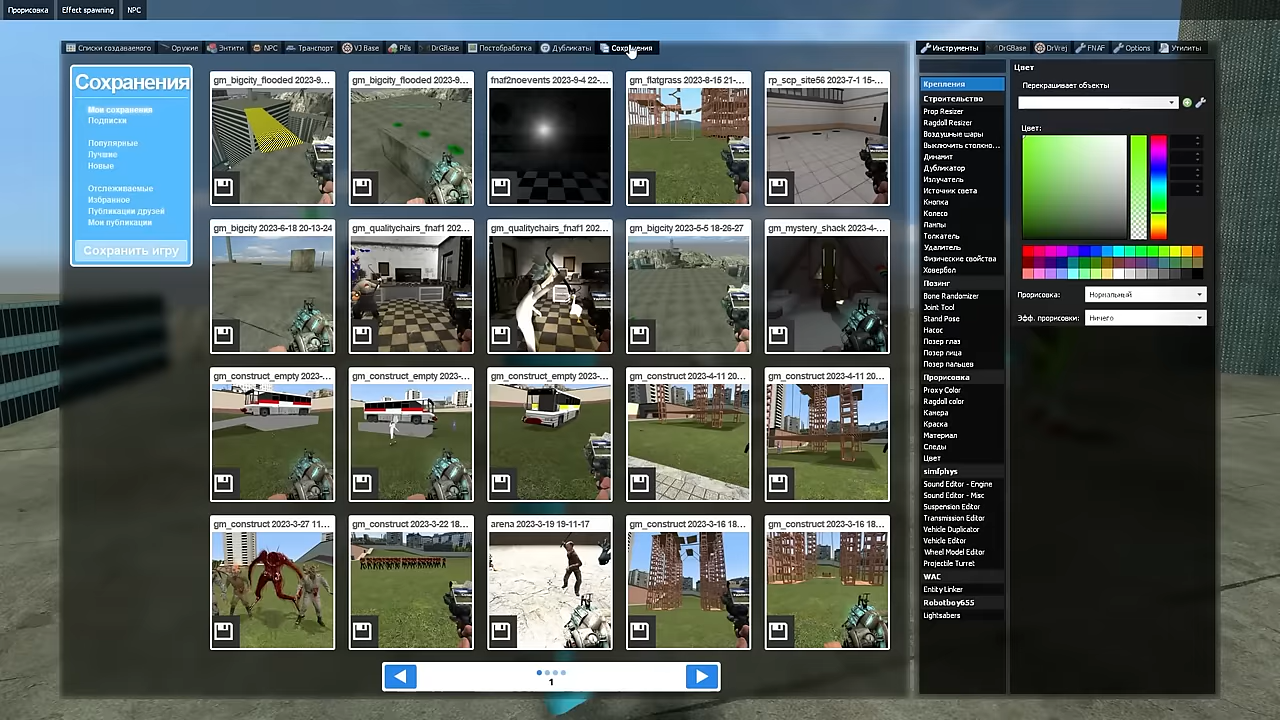 Прорисовка Effect spawning NPC
Списки создаваемого Оружие Энтити NPC Транспорт VJ Base Pills DrGBase Постобработка Дубликаты Сохранения
Инструменты DrGBase DrVrej FNAF Options Утилиты
Сохранения
Мои сохранения
Подписки
Популярные
Лучшие
Новые
Отслеживаемые
Избранное
Публикации друзей
Мои публикации
Сохранить игру
gm_bigcity_flooded 2023-9... gm_bigcity_flooded 2023-9... fnaf2noevents 2023-9-4 22-... gm_flatgrass 2023-8-15 21-... rp_scp_site56 2023-7-1 15-...
gm_bigcity 2023-6-18 20-13-24 gm_qualitychairs_fnaf1 202... gm_qualitychairs_fnaf1 202... gm_bigcity 2023-5-5 18-26-27 gm_mystery_shack 2023-4-...
gm_construct_empty 2023-... gm_construct_empty 2023-... gm_construct_empty 2023-... gm_construct 2023-4-11 20... gm_construct 2023-4-11 20...
gm_construct 2023-3-27 11... gm_construct 2023-3-22 18... arena 2023-3-19 19-11-17 gm_construct 2023-3-16 18... gm_construct 2023-3-16 18...
1
Крепления
Строительство
Prop Resizer
Ragdoll Resizer
Воздушные шары
Выключить столкно...
Динамит
Дубликатор
Излучатель
Источник света
Кнопка
Колесо
Лампы
Толкатель
Удалитель
Физические свойства
Ховербол
Позинг
Bone Randomizer
Joint Tool
Stand Pose
Насос
Позер глаз
Позер лица
Позер пальцев
Прорисовка
Proxy Color
Ragdoll color
Камера
Краска
Материал
Следы
Цвет
simfphys
Sound Editor - Engine
Sound Editor - Misc
Suspension Editor
Transmission Editor
Vehicle Duplicator
Vehicle Editor
Wheel Model Editor
Projectile Turret
WAC
Entity Linker
Robotboy655
Lightsabers
Цвет
Перекрашивает объекты
Цвет:
Прорисовка: Нормальный
Эфф. прорисовки: Ничего